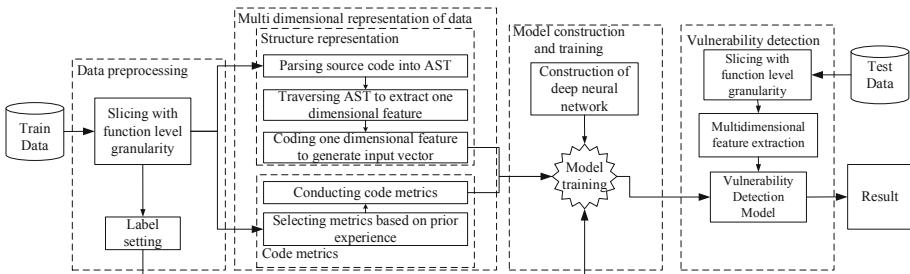 Multi dimensional representation of data
Structure representation
Parsing source code into AST
Traversing AST to extract one
dimensional feature
Coding one dimensional feature
to generate input vector
Conducting code metrics
Selecting metrics based on prior
experience
Code metrics
Data preprocessing
Slicing with
function level
granularity
Label
setting
Train
Data
Model construction
and training
Construction of
deep neural
network
Model
training
Vulnerability detection
Slicing with
function level
granularity
Multidimensional
feature extraction
Vulnerability
Detection
Model
Test
Data
Result